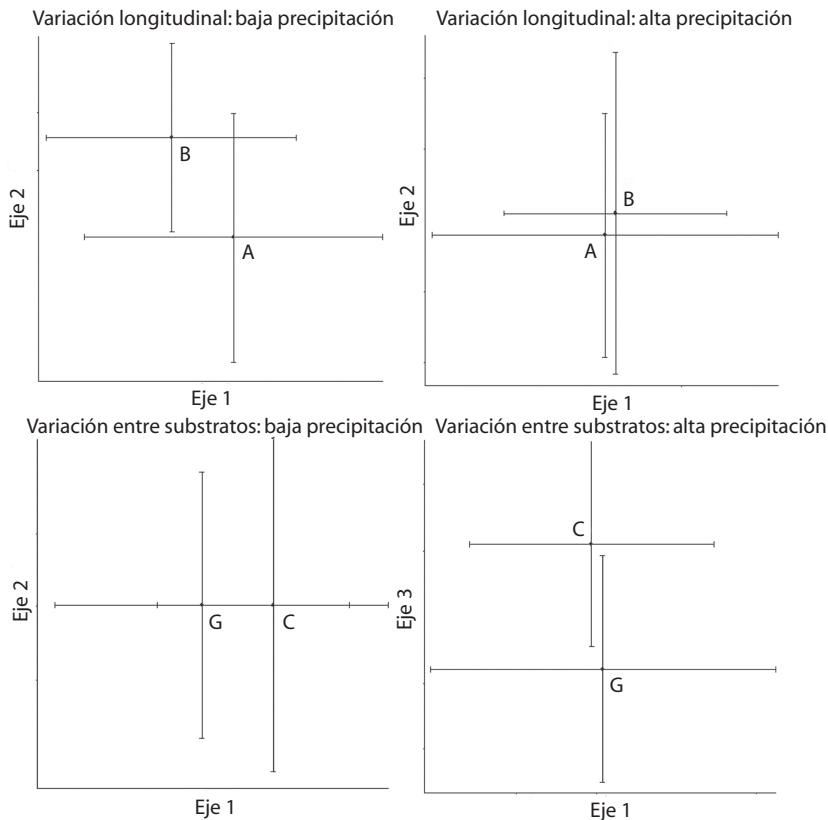 Variación longitudinal: baja precipitación
Variación longitudinal: alta precipitación
B
A
Eje 2
Eje 1
B
A
Eje 2
Eje 1
Variación entre substratos: baja precipitación
Variación entre substratos: alta precipitación
G
C
Eje 2
Eje 1
C
G
Eje 3
Eje 1